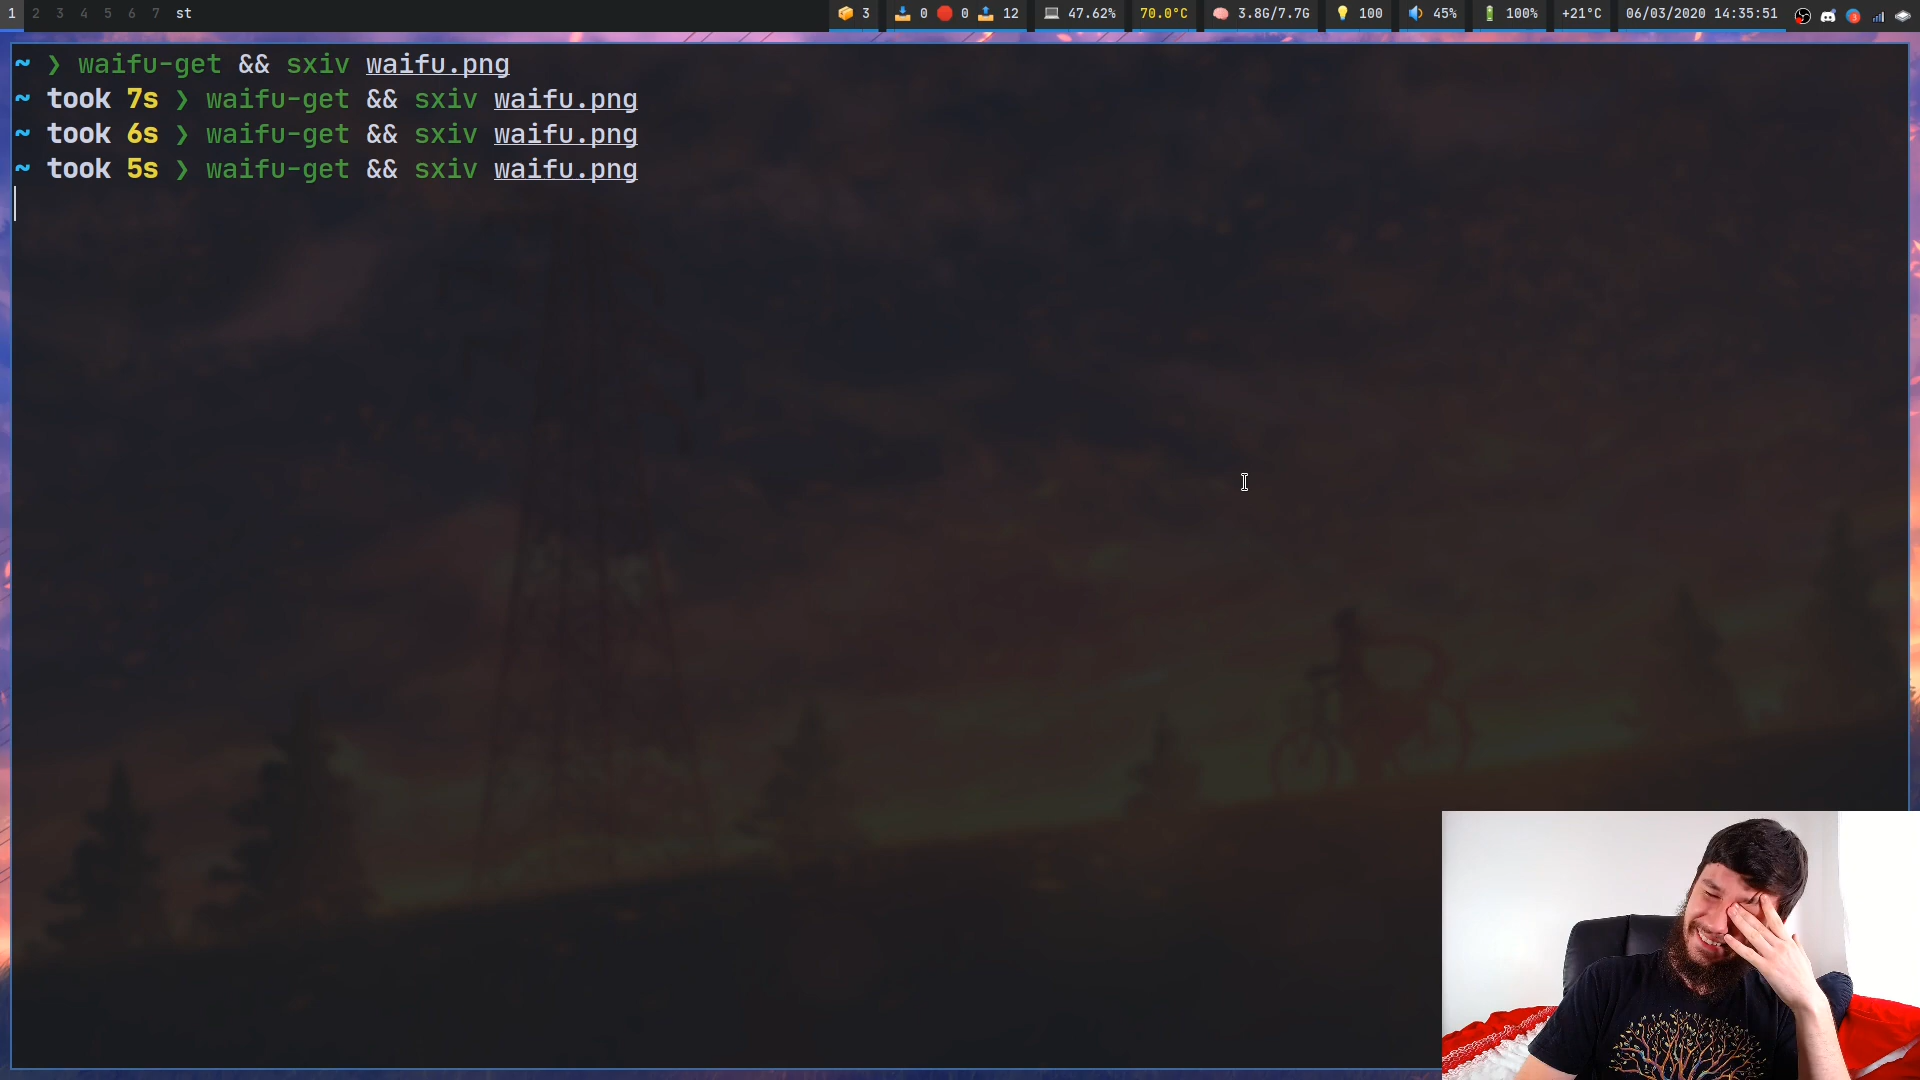 1 2 3 4 5 6 7 st 3 0 0 12 47.62% 70.0°C 3.8G/7.7G 100 45% 100% +21°C 06/03/2020 14:35:51
~ ❯ waifu-get && sxiv waifu.png
~ took 7s ❯ waifu-get && sxiv waifu.png
~ took 6s ❯ waifu-get && sxiv waifu.png
~ took 5s ❯ waifu-get && sxiv waifu.png